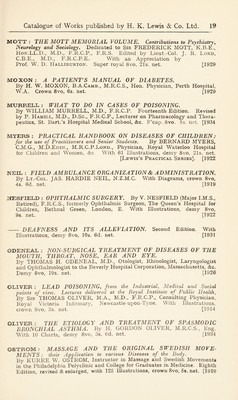 Catalogue of Works published by H. K. Lewis & Co. Ltd. 19
MOTT: THE MOTT MEMORIAL VOLUME. Contributions to Psychiatry,
Neurology and Sociology. Dedicated to Sir FREDERICK MOTT, K.B.E.,
Hon.LL.D., M.D., F.R.C.P., F.R.S. Edited by Lieut.-Col. J. R. LORD,
C.B.E., M.D., F.R.C.P.E. With an Appreciation by
Prof. W. D. HALLIBURTON. Super royal 8vo, 21s. net. [1929
MOXON: A PATIENT'S MANUAL OF DIABETES.
By H. W. MOXON, B.A.CAMB., M.R.C.S., Hon. Physician, Perth Hospital,
W.A. Crown 8vo, 6s. net. [1929
MURRELL: WHAT TO DO IN CASES OF POISONING.
By WILLIAM MURRELL, M.D., F.R.C.P. Fourteenth Edition. Revised
by P. HAMILL, M.D., D.SC., F.R.C.P., Lecturer on Pharmacology and Therapeutics,
St. Bart.'s Hospital Medical School, &c. F'cap. 8vo, 5s. net. [1934
MYERS: PRACTICAL HANDBOOK ON DISEASES OF CHILDREN;
for the use of Practitioners and Senior Students. By BERNARD MYERS,
C.M.G., M.D.EDIN., M.R.C.P.LOND., Physician, Royal Waterloo Hospital
for Children and Women, &c. With 61 Illustrations, demy 8vo, 21s. net.
[LEWIS'S PRACTICAL SERIES]. [1922
NEIL: FIELD AMBULANCE ORGANIZATION & ADMINISTRATION.
By LT.-COL. JAS. HARDIE NEIL, N.Z.M.C. With Diagrams, crown 8vo,
4s. 6d. net. [1919
NESFIELD: OPHTHALMIC SURGERY. By V. NESFIELD (Major I.M.S.,
Retired), F.R.C.S., formerly Ophthalmic Surgeon, The Queen's Hospital for
Children, Bethnal Green, London, E. With Illustrations, demy 8vo,
9s. net. [1922
— DEAFNESS AND ITS ALLEVIATION. Second Edition. With
Illustrations, demy 8vo, 10s. 6d. net. [1931
ODENEAL: NON-SURGICAL TREATMENT OF DISEASES OF THE
MOUTH, THROAT, NOSE, EAR AND EYE.
By THOMAS H. ODENEAL, M.D., Otologist, Rhinologist, Laryngologist
and Ophthalmologist to the Beverly Hospital Corporation, Massachusetts, &c.
Demy 8vo, 18s. net. [1930
OLIVER: LEAD POISONING, from the Industrial, Medical and Social
points of view. Lectures delivered at the Royal Institute of Public Health.
By SIR THOMAS OLIVER, M.A., M.D., F.R.C.P., Consulting Physician,
Royal Victoria Infirmary, Newcastle-upon-Tyne. With Illustrations,
crown 8vo, 5s. net. [1914
OLIVER: THE ETIOLOGY AND TREATMENT OF SPASMODIC
BRONCHIAL ASTHMA. By H. GORDON OLIVER, M.R.C.S., Eng.
With 10 Charts, demy 8vo, 3s. 6d. net. [1934
OSTRÖM: MASSAGE AND THE ORIGINAL SWEDISH MOVEMENTS:
their Application to various Diseases of the Body.
By KURRE W. OSTRÖM, Instructor in Massage and Swedish Movements
in the Philadelphia Polyclinic and College for Graduates in Medicine. Eighth
Edition, revised & enlarged, with 121 Illustrations, crown 8vo, 5s. net. [1919